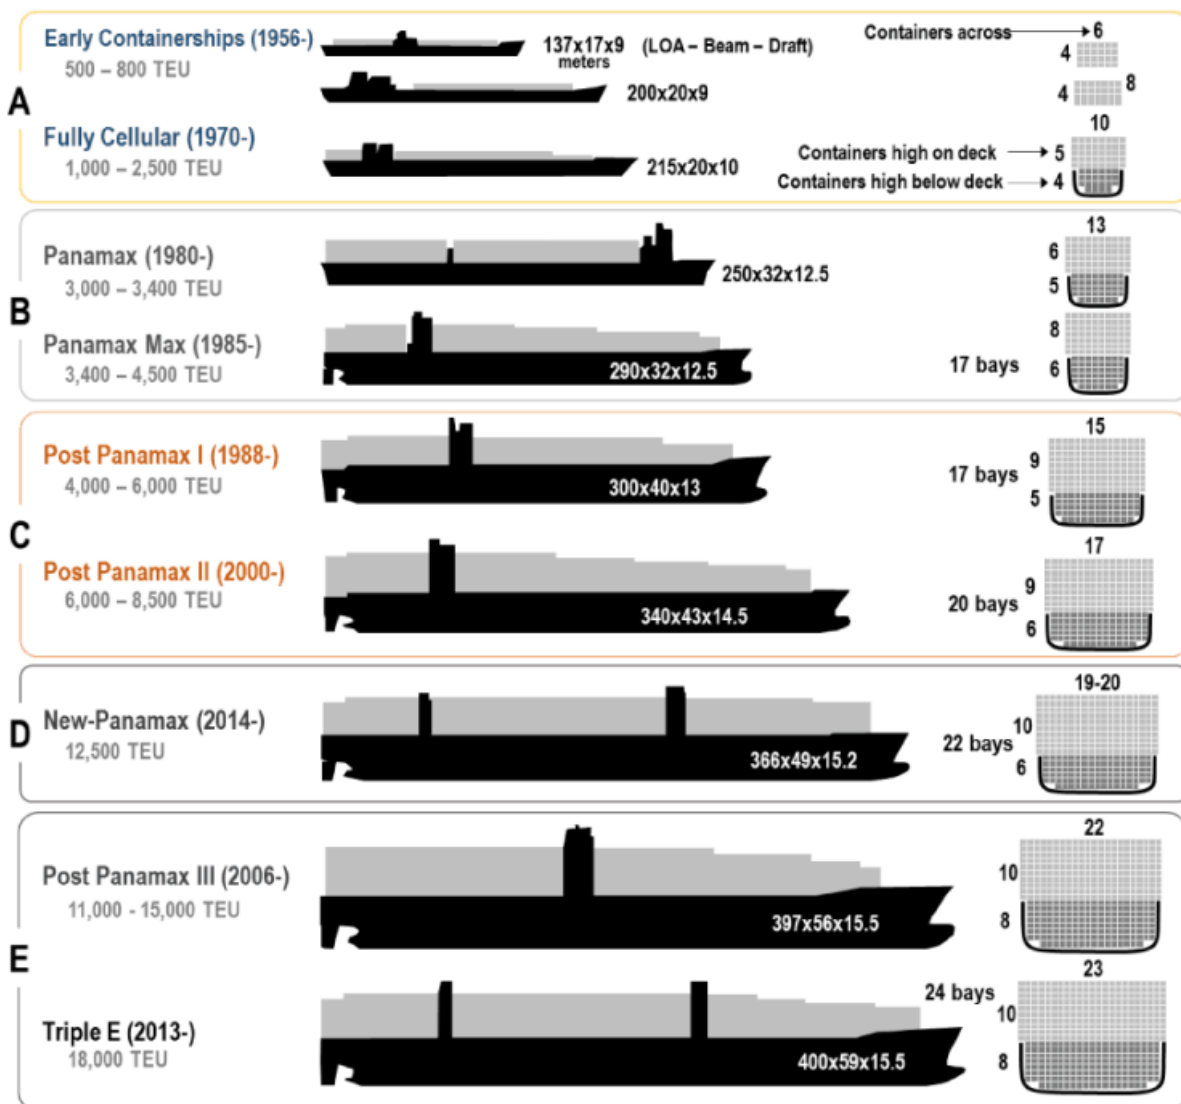 A
Early Containerships (1956-)
500 – 800 TEU
137x17x9 (LOA – Beam – Draft)
meters
Containers across 6
4
200x20x9
4 8
Fully Cellular (1970-)
1,000 – 2,500 TEU
215x20x10
10
Containers high on deck 5
Containers high below deck 4
B
Panamax (1980-)
3,000 – 3,400 TEU
250x32x12.5
13
6
5
Panamax Max (1985-)
3,400 – 4,500 TEU
290x32x12.5
17 bays
8
6
C
Post Panamax I (1988-)
4,000 – 6,000 TEU
300x40x13
17 bays
15
9
5
Post Panamax II (2000-)
6,000 – 8,500 TEU
340x43x14.5
20 bays
17
9
6
D
New-Panamax (2014-)
12,500 TEU
366x49x15.2
22 bays
19-20
10
6
E
Post Panamax III (2006-)
11,000 - 15,000 TEU
397x56x15.5
22
10
8
Triple E (2013-)
18,000 TEU
400x59x15.5
24 bays
23
10
8